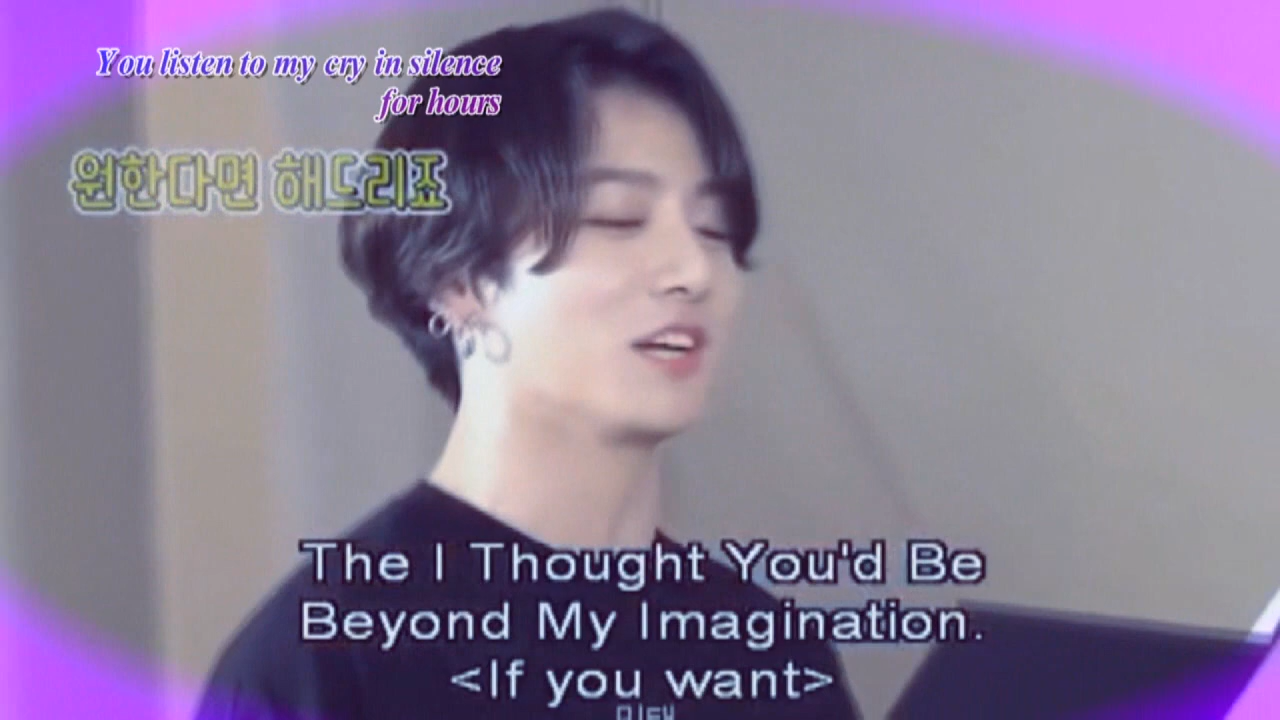 You listen to my cry in silence
for hours
원한다면 해드리죠
The I Thought You'd Be
Beyond My Imagination.
<If you want>